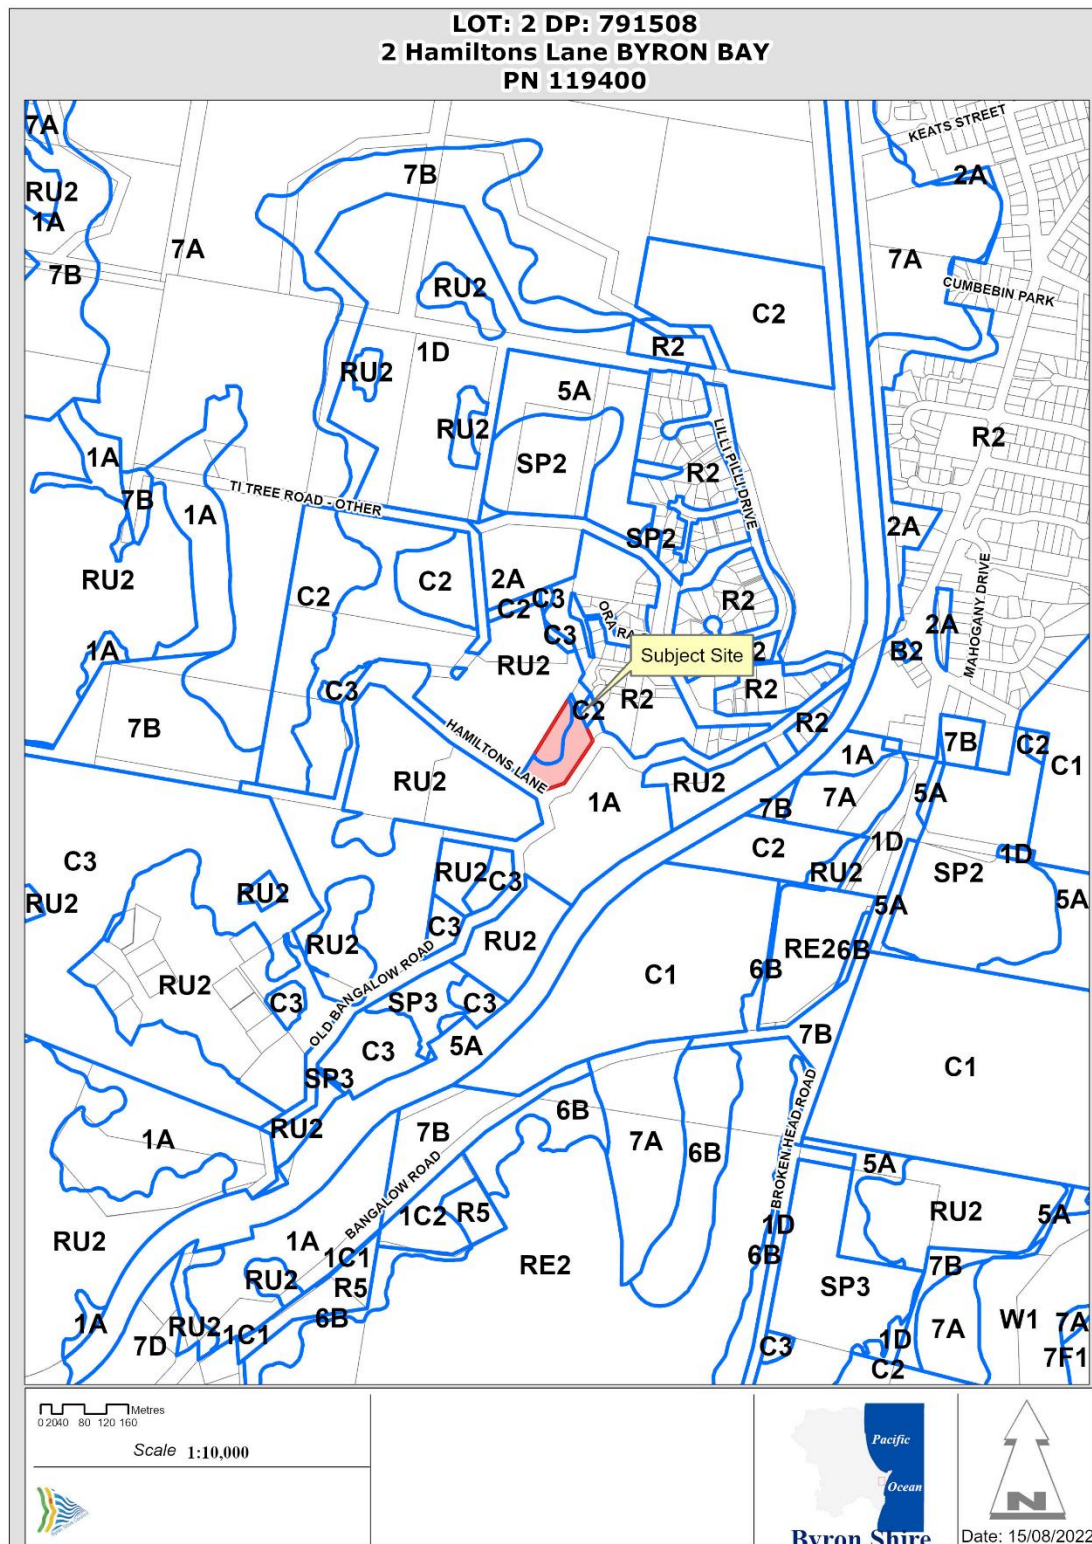 LOT: 2 DP: 791508
2 Hamiltons Lane BYRON BAY
PN 119400
KEATS STREET
7A
2A
7B
RU2
1A
7A
7A
7B
CUMBEBIN PARK
RU2
C2
R2
1D
RU2
5A
RU2
R2
1A
SP2
R2
LILLI PILLI DRIVE
7B
TI TREE ROAD - OTHER
1A
2A
SP2
RU2
C2
2A
C2
C3
C2
R2
ORA RA
2A
MAHOGANY DRIVE
C3
1A
RU2
Subject Site
2
B2
C3
R2
R2
C2
7B
HAMILTONS LANE
R2
7B
C2
C1
1A
RU2
RU2
1A
7A
5A
7B
C2
1D
1D
C3
RU2
C3
RU2
SP2
RU2
RU2
5A
5A
C3
RU2
RU2
RE2
6B
OLD BANGALOW ROAD
C1
6B
RU2
C3
SP3
C3
7B
C3
5A
C1
SP3
BROKEN HEAD ROAD
6B
RU2
7B
7A
1A
6B
5A
BANGALOW ROAD
1C2
R5
RU2
5A
1D
RU2
1A
1C1
6B
RE2
7B
RU2
R5
SP3
6B
W1
1A
RU2
7A
7A
7D
1C1
1D
C3
7F1
C2
Metres
0 20 40 80 120 160
Scale 1:10,000
Pacific
Ocean
Byron Shire
N
Date: 15/08/2022